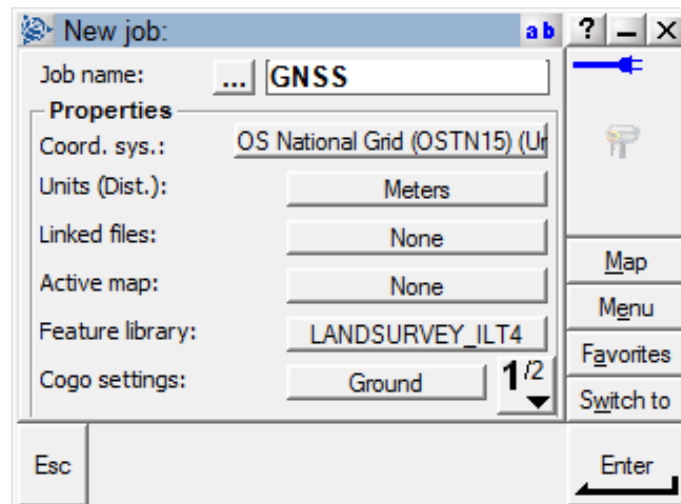 New job: ab ?
Job name: ... GNSS
Properties
Coord. sys.: OS National Grid (OSTN15) (Ur
Units (Dist.): Meters
Linked files: None
Active map: None
Feature library: LANDSURVEY_ILT4
Cogo settings: Ground 1/2
Map
Menu
Favorites
Switch to
Esc
Enter